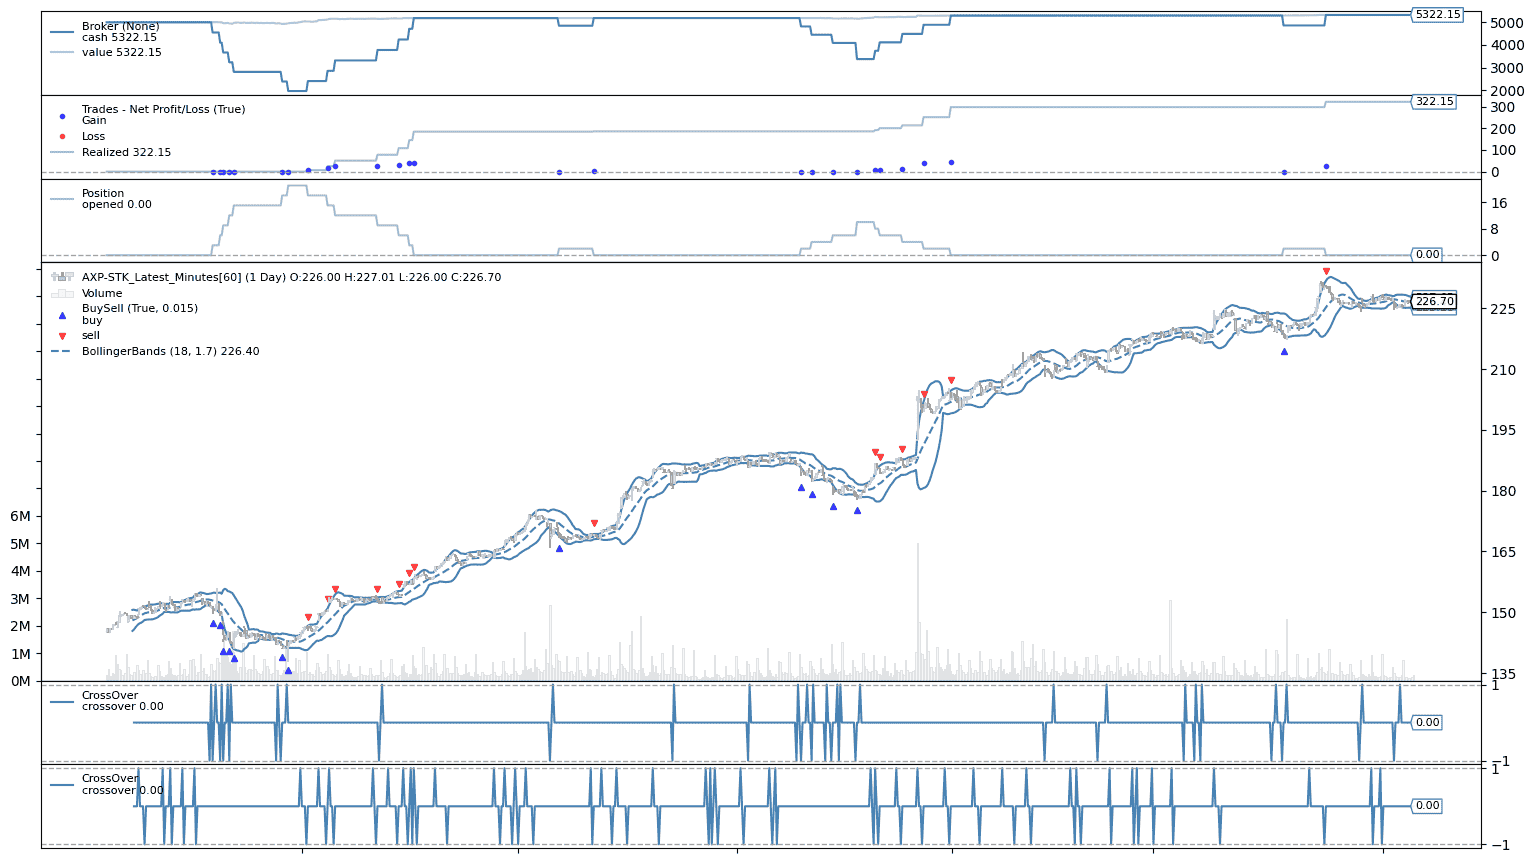 Broker (None)
cash 5322.15
value 5322.15
5322.15
5000
4000
3000
2000
Trades - Net Profit/Loss (True)
Gain
Loss
Realized 322.15
322.15
300
200
100
0
Position
opened 0.00
16
8
0.00
0
AXP-STK_Latest_Minutes[60] (1 Day) O:226.00 H:227.01 L:226.00 C:226.70
Volume
BuySell (True, 0.015)
buy
sell
BollingerBands (18, 1.7) 226.40
226.70
225
210
195
180
165
150
135
6M
5M
4M
3M
2M
1M
0M
CrossOver
crossover 0.00
1
0.00
−1
CrossOver
crossover 0.00
1
0.00
−1